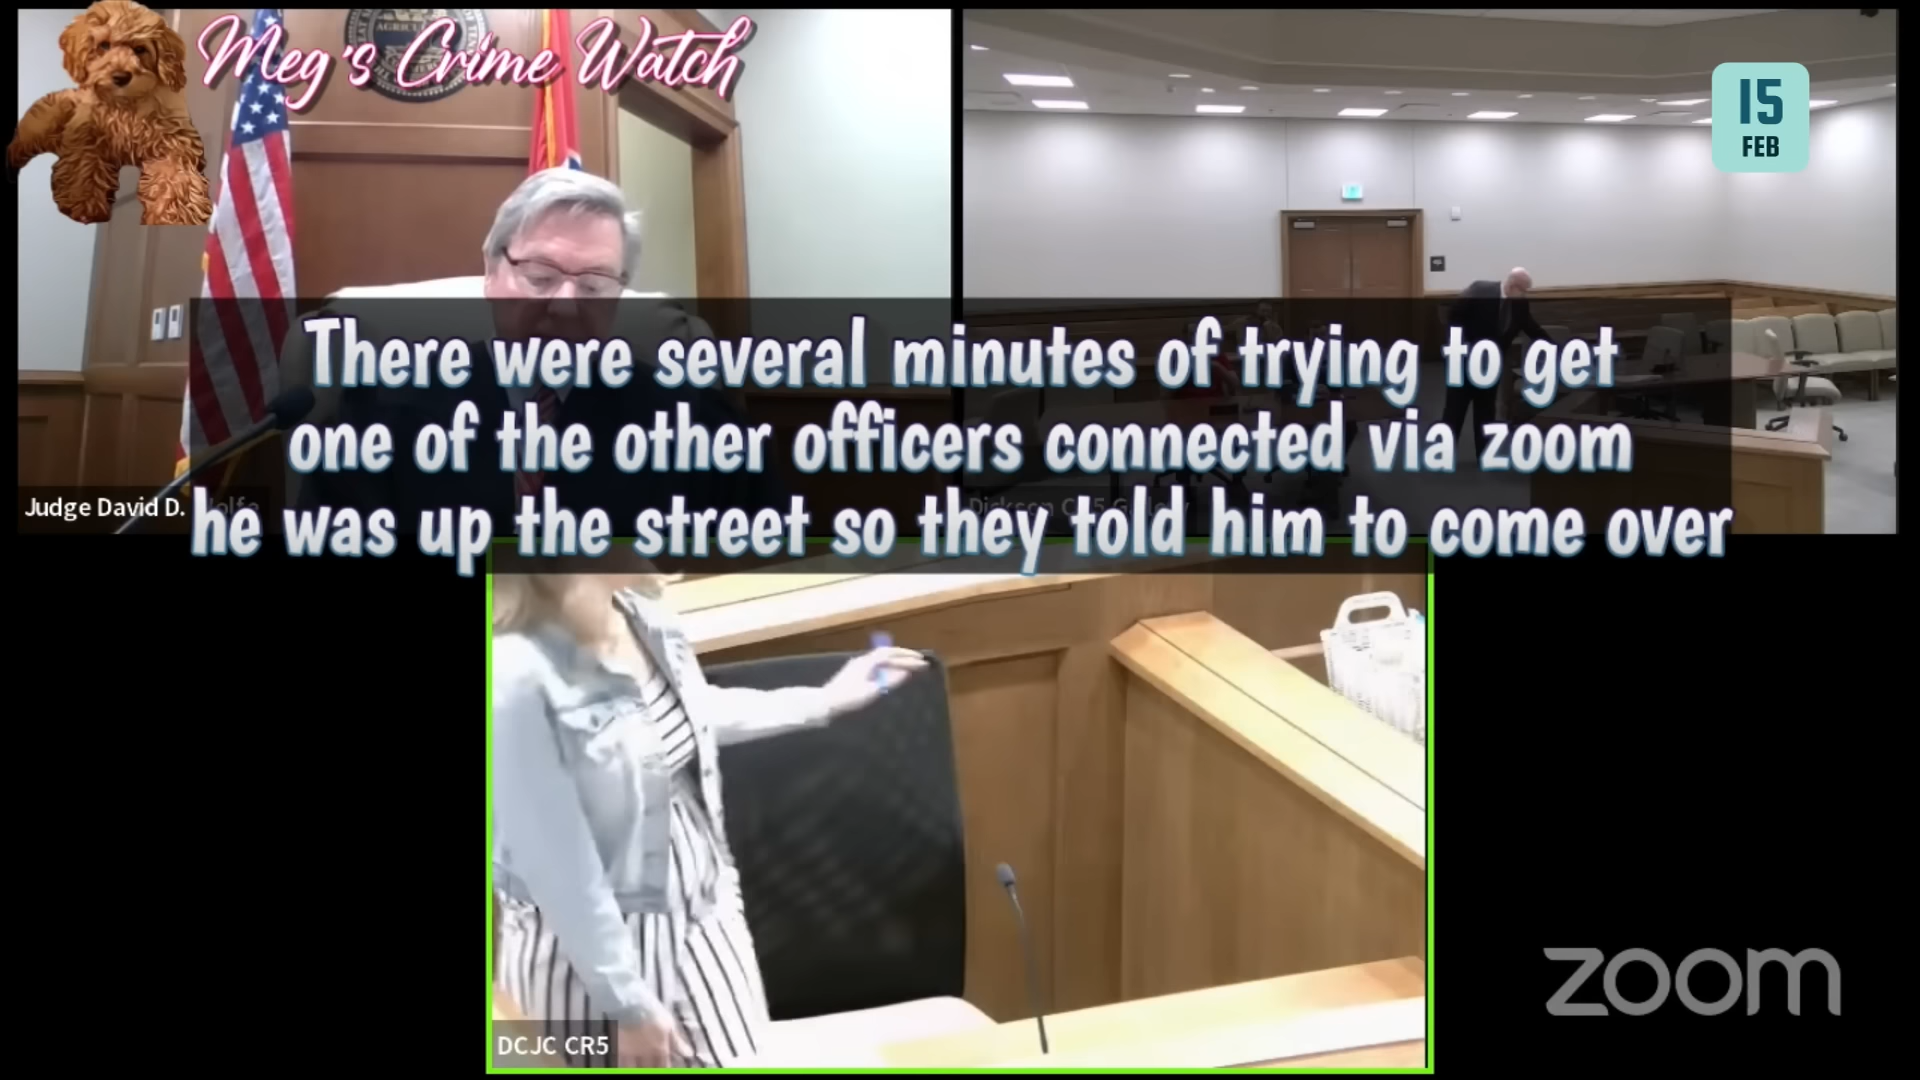 Meg's Crime Watch
AGRICUL
15
FEB
There were several minutes of trying to get
one of the other officers connected via zoom
he was up the street so they told him to come over
Judge David D.
DCJC CR5
zoom